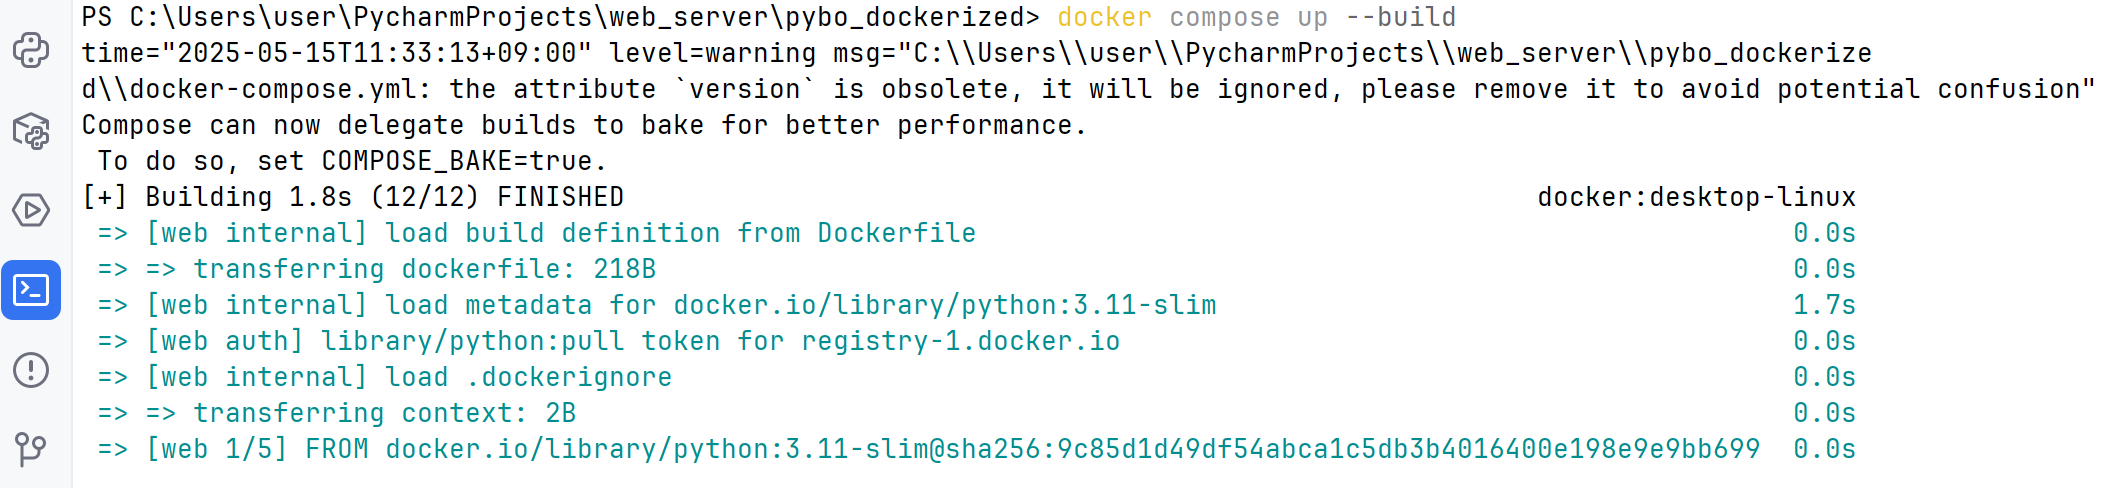 PS C:\Users\user\PycharmProjects\web_server\pybo_dockerized> docker compose up --build
time="2025-05-15T11:33:13+09:00" level=warning msg="C:\\Users\\user\\PycharmProjects\\web_server\\pybo_dockerize
d\\docker-compose.yml: the attribute `version` is obsolete, it will be ignored, please remove it to avoid potential confusion"
Compose can now delegate builds to bake for better performance.
 To do so, set COMPOSE_BAKE=true.
[+] Building 1.8s (12/12) FINISHED docker:desktop-linux
 => [web internal] load build definition from Dockerfile 0.0s
 => => transferring dockerfile: 218B 0.0s
 => [web internal] load metadata for docker.io/library/python:3.11-slim 1.7s
 => [web auth] library/python:pull token for registry-1.docker.io 0.0s
 => [web internal] load .dockerignore 0.0s
 => => transferring context: 2B 0.0s
 => [web 1/5] FROM docker.io/library/python:3.11-slim@sha256:9c85d1d49df54abca1c5db3b4016400e198e9e9bb699 0.0s